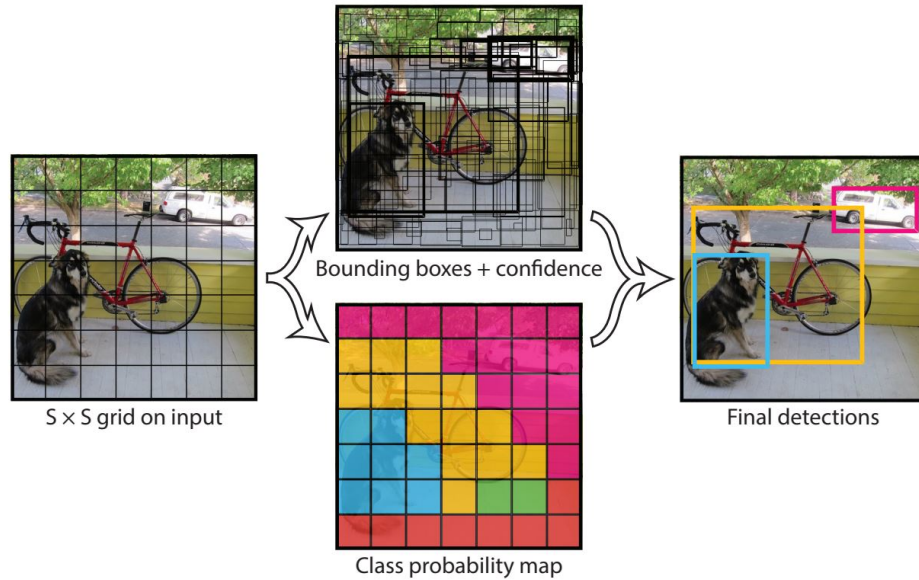 Bounding boxes + confidence
S × S grid on input
Final detections
Class probability map